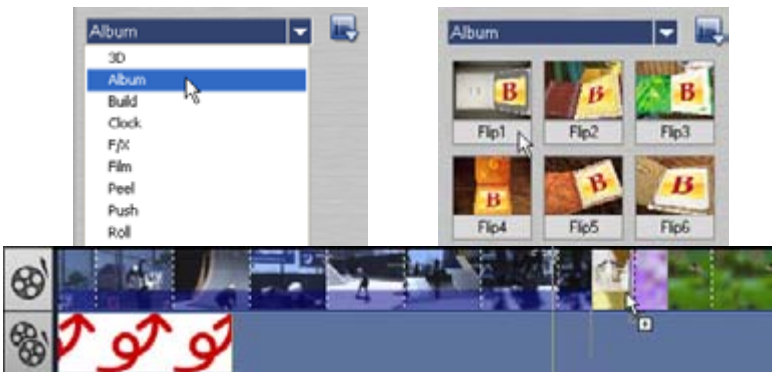 Album
3D
Album
Build
Clock
F/X
Film
Peel
Push
Roll
Album
B B B
Flip1 Flip2 Flip3
B B B
Flip4 Flip5 Flip6